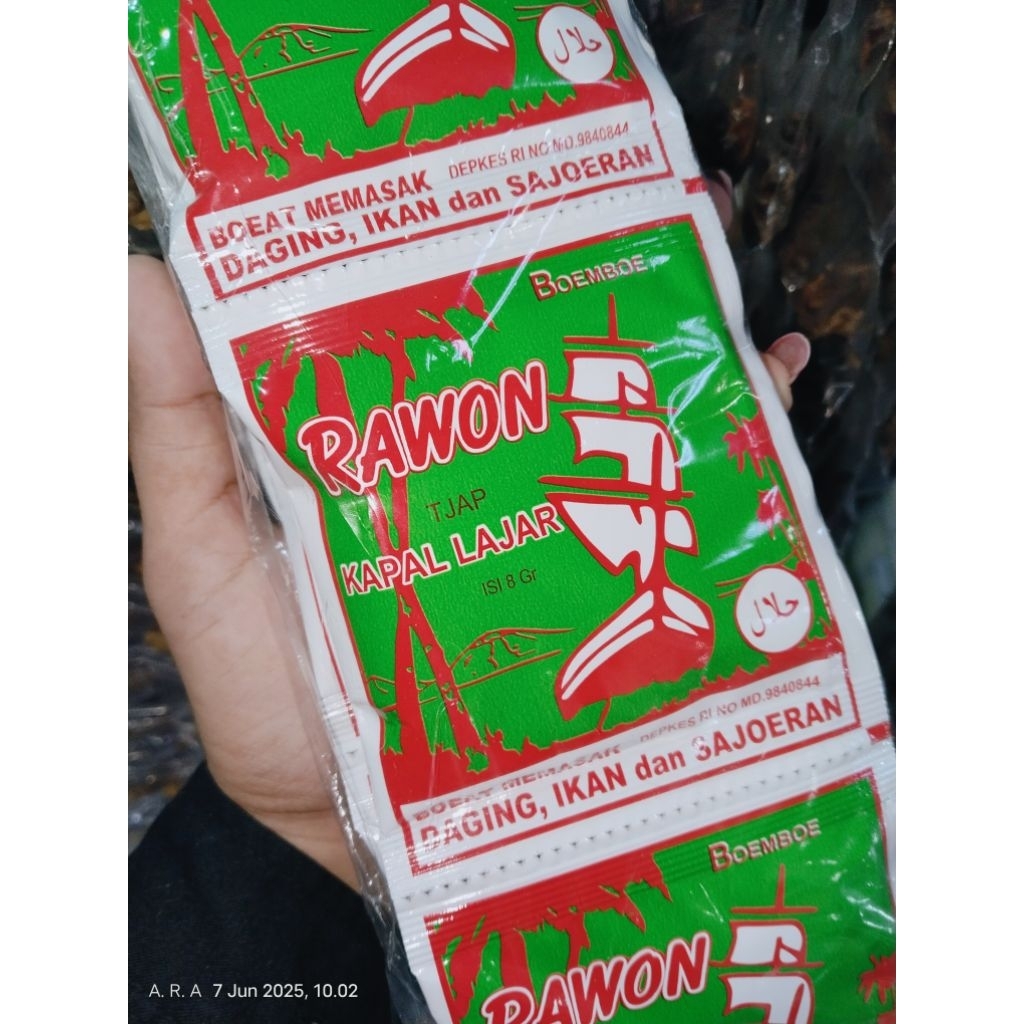 حلال
DEPKES RI NO MD.9840844
BOEAT MEMASAK
DAGING, IKAN dan SAJOERAN
BOEMBOE
RAWON
TJAP
KAPAL LAJAR
ISI 8 Gr
حلال
DEPKES RI NO MD.9840844
BOEAT MEMASAK
DAGING, IKAN dan SAJOERAN
BOEMBOE
RAWON
A. R. A 7 Jun 2025, 10.02